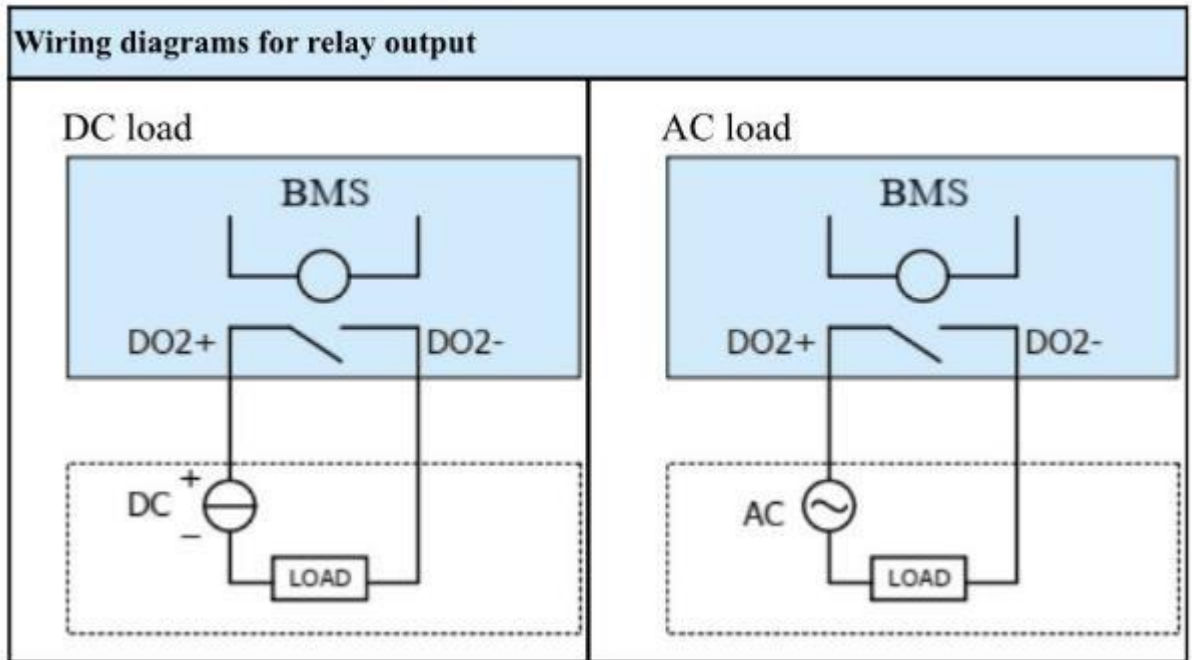 Wiring diagrams for relay output
DC load
BMS
DO2+
DO2-
+
DC
−
LOAD
AC load
BMS
DO2+
DO2-
AC
LOAD